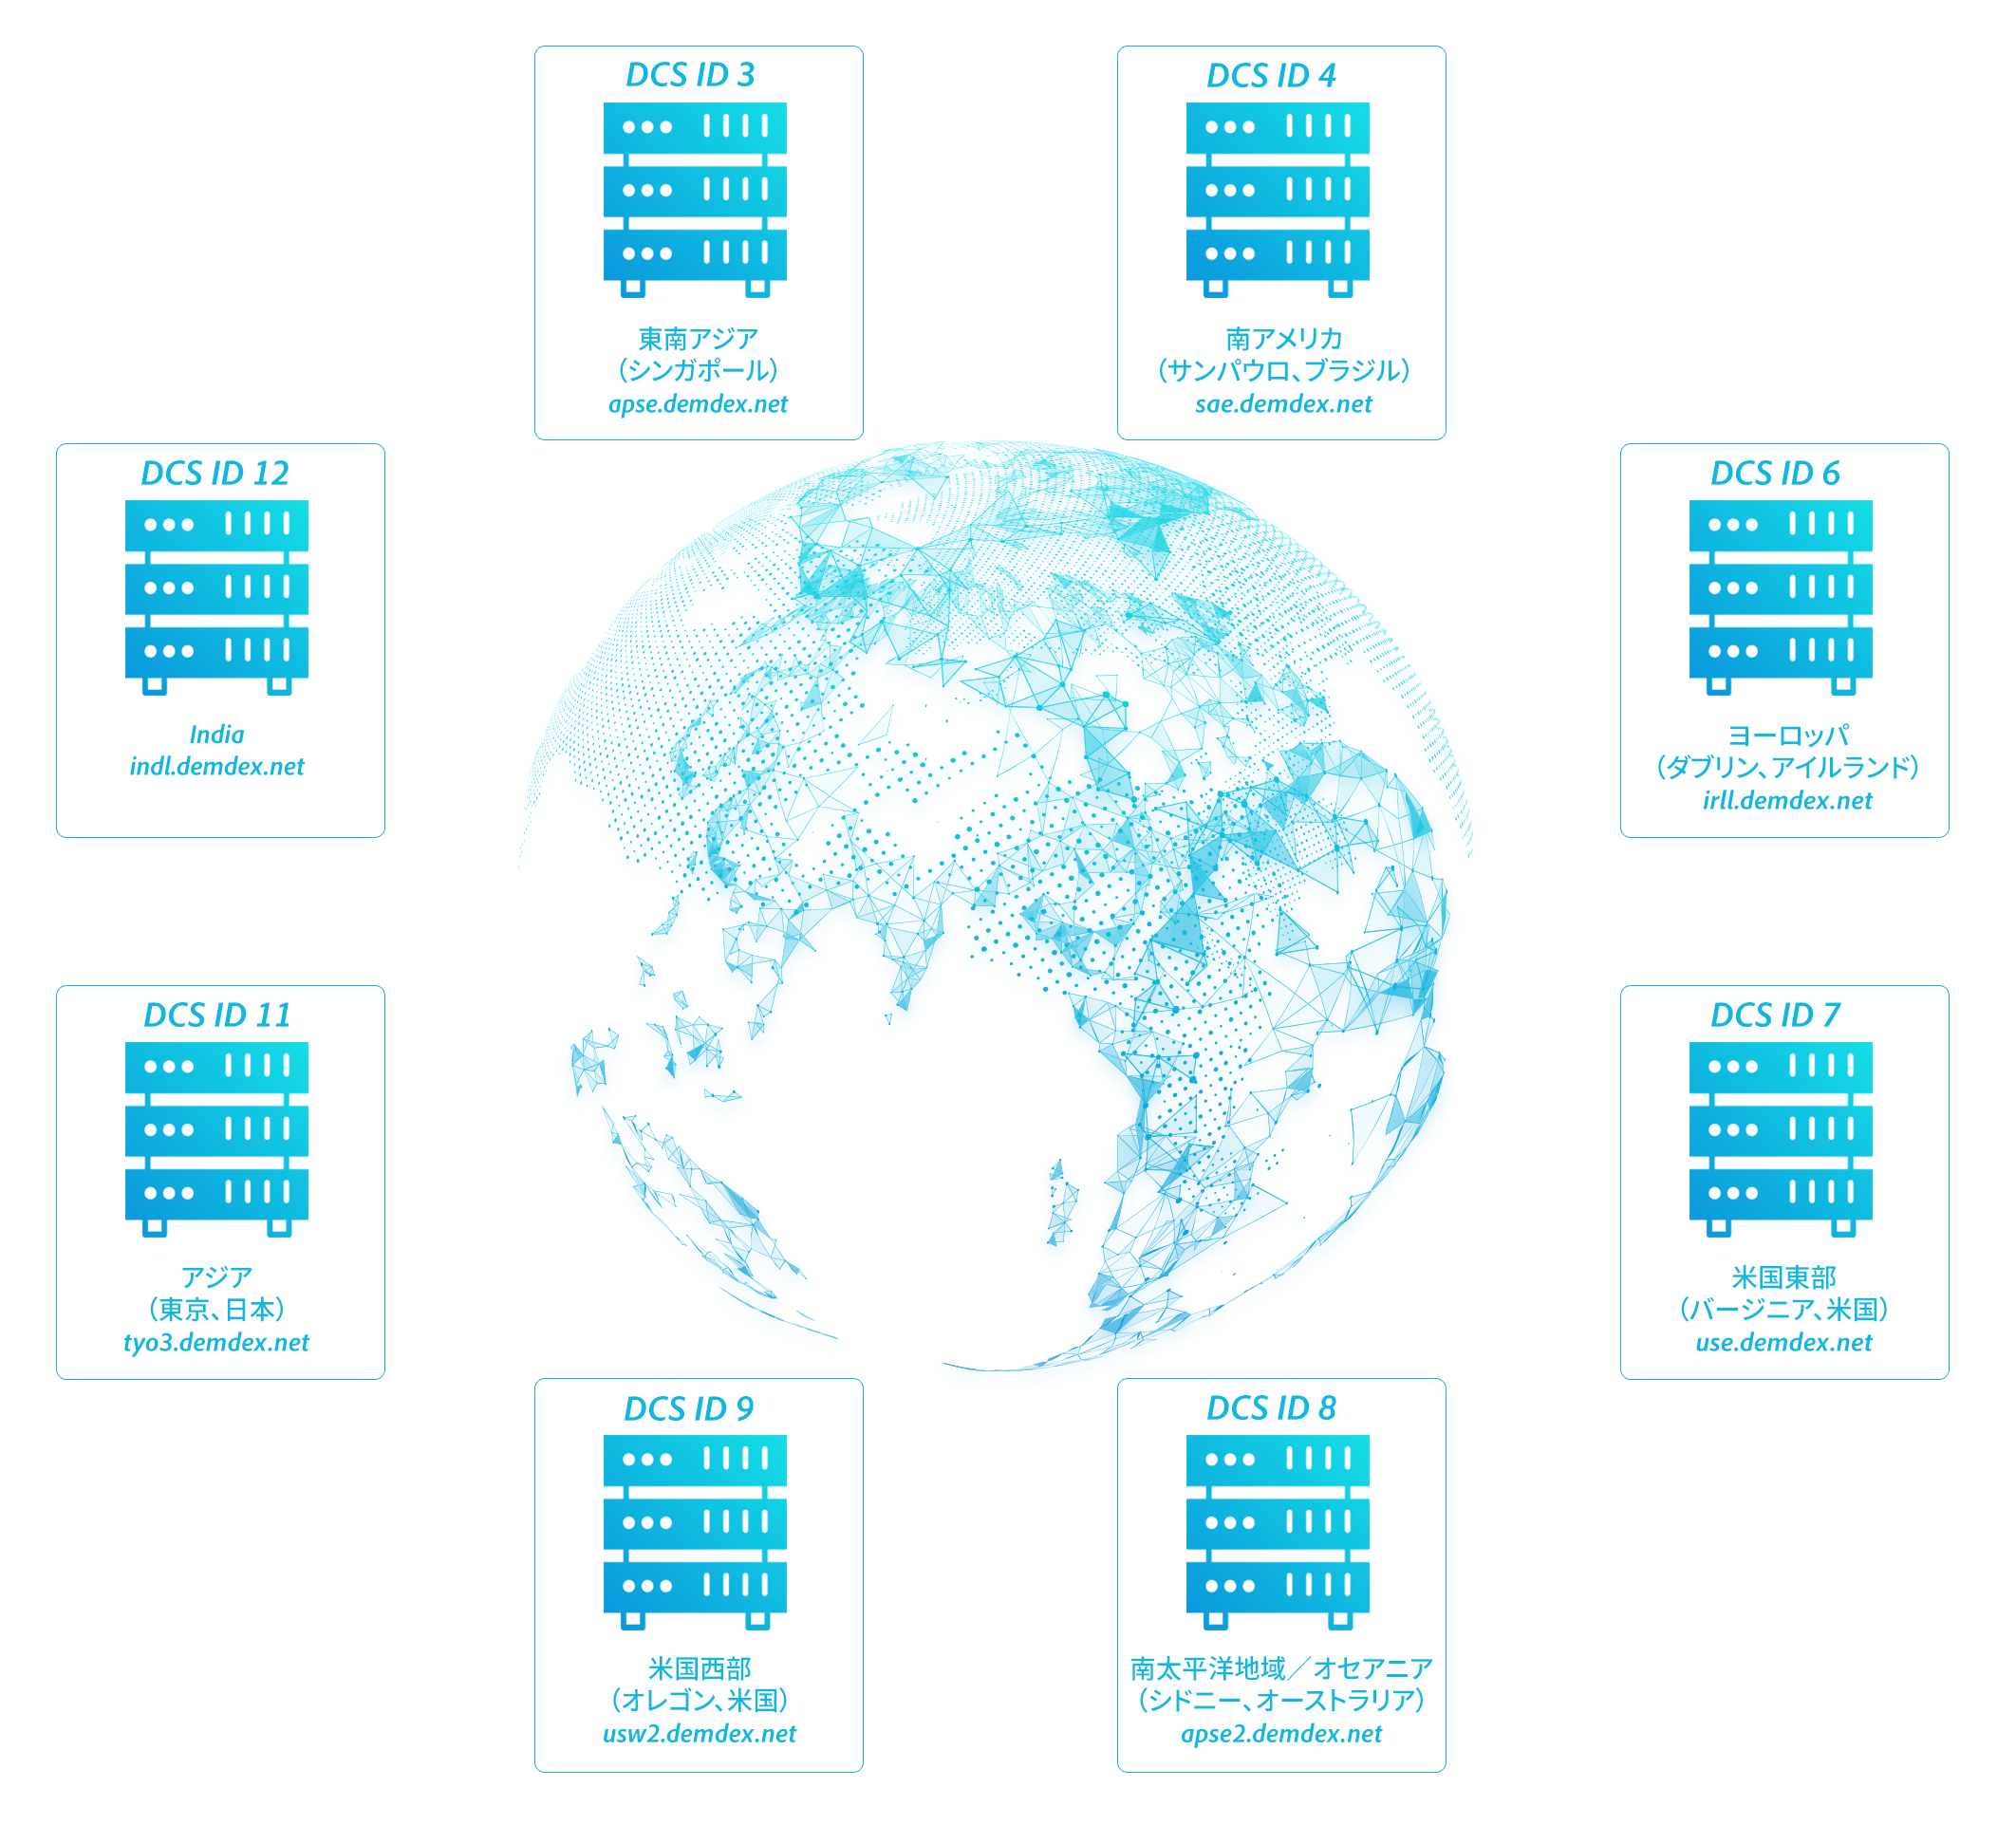 DCS ID 3
東南アジア
（シンガポール）
apse.demdex.net
DCS ID 4
南アメリカ
（サンパウロ、ブラジル）
sae.demdex.net
DCS ID 12
India
indl.demdex.net
DCS ID 6
ヨーロッパ
（ダブリン、アイルランド）
irll.demdex.net
DCS ID 11
アジア
（東京、日本）
tyo3.demdex.net
DCS ID 7
米国東部
（バージニア、米国）
use.demdex.net
DCS ID 9
米国西部
（オレゴン、米国）
usw2.demdex.net
DCS ID 8
南太平洋地域／オセアニア
（シドニー、オーストラリア）
apse2.demdex.net